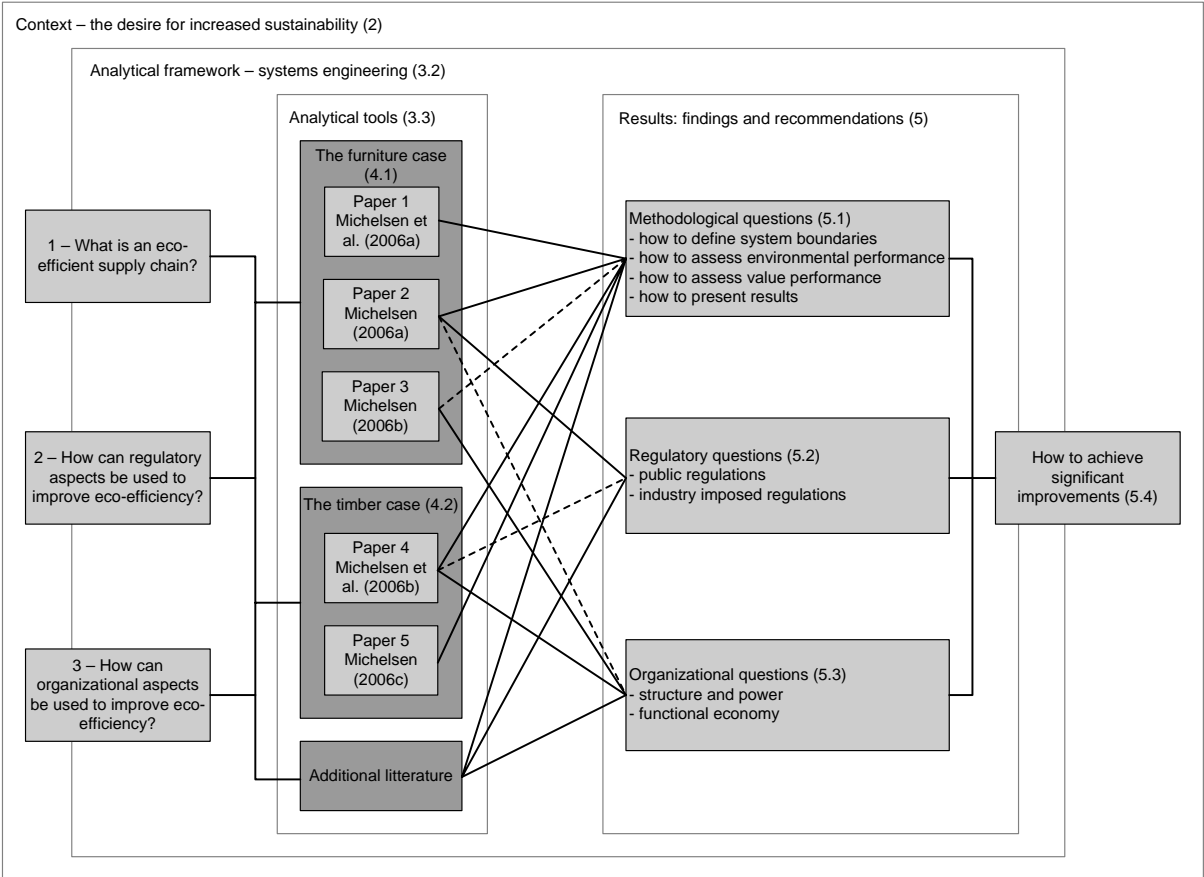 Context – the desire for increased sustainability (2)
Analytical framework – systems engineering (3.2)
Analytical tools (3.3)
Results: findings and recommendations (5)
1 – What is an eco-
efficient supply chain?
2 – How can regulatory
aspects be used to
improve eco-efficiency?
3 – How can
organizational aspects
be used to improve eco-
efficiency?
The furniture case
(4.1)
Paper 1
Michelsen et
al. (2006a)
Paper 2
Michelsen
(2006a)
Paper 3
Michelsen
(2006b)
The timber case (4.2)
Paper 4
Michelsen et
al. (2006b)
Paper 5
Michelsen
(2006c)
Additional litterature
Methodological questions (5.1)
- how to define system boundaries
- how to assess environmental performance
- how to assess value performance
- how to present results
Regulatory questions (5.2)
- public regulations
- industry imposed regulations
Organizational questions (5.3)
- structure and power
- functional economy
How to achieve
significant
improvements (5.4)